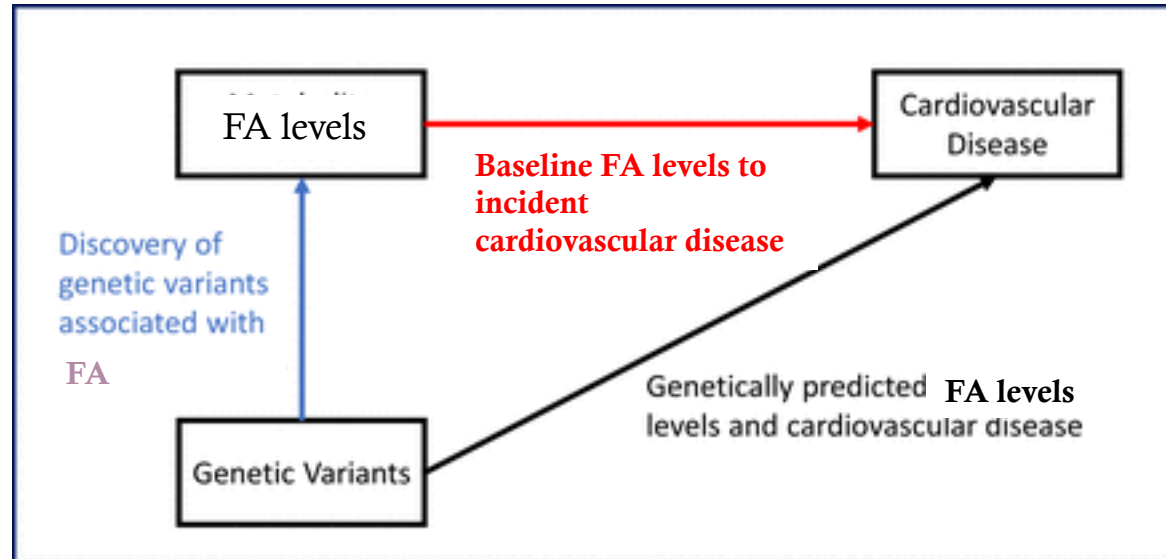 FA levels
Cardiovascular
Disease
Baseline FA levels to
incident
cardiovascular disease
Discovery of
genetic variants
associated with
FA
Genetically predicted FA levels
levels and cardiovascular disease
Genetic Variants